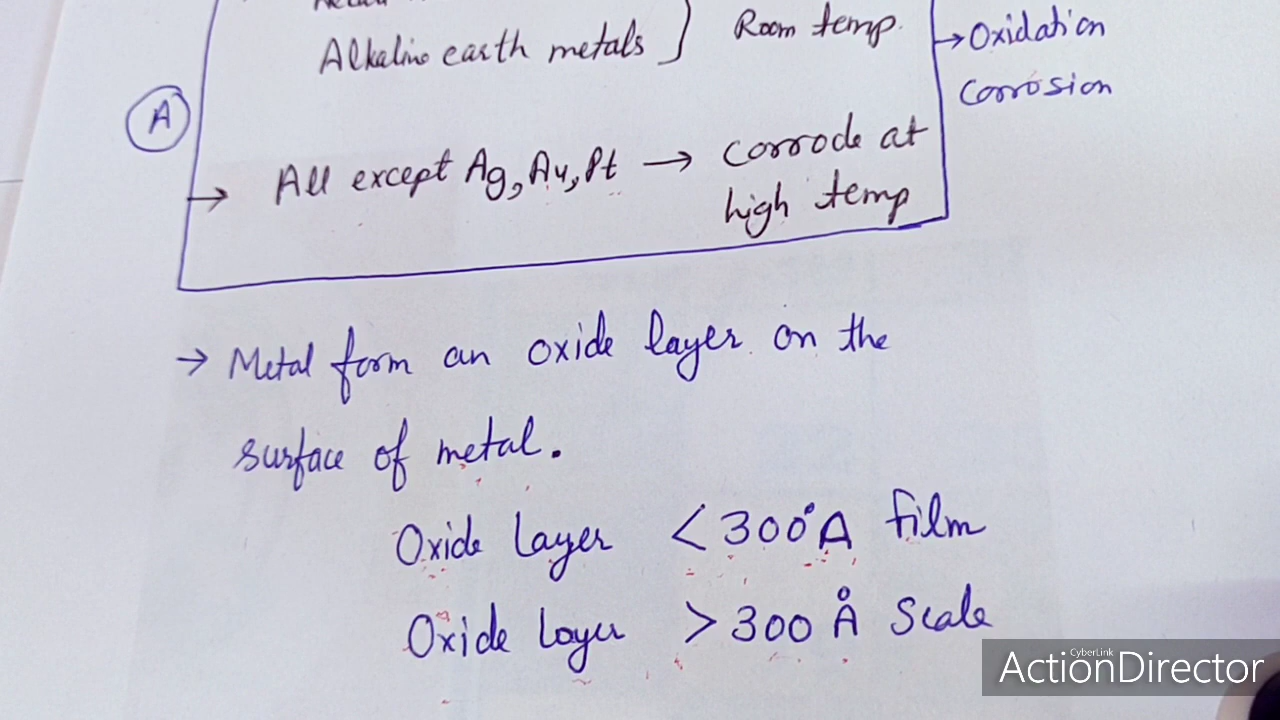 Alkaline earth metals ] Room temp.
→ Oxidation
corrosion
A
→ All except Ag, Au, Pt → corrode at
high temp
→ Metal form an oxide layer on the
surface of metal.
Oxide layer < 300°A film
Oxide layer > 300 Å scale
CyberLink
ActionDirector